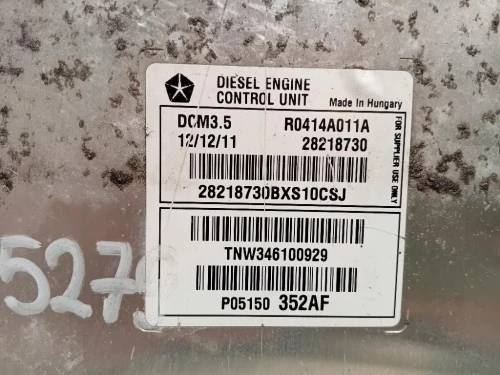 DIESEL ENGINE
CONTROL UNIT
Made in Hungary
DCM3.5 R0414A011A
12/12/11 28218730
28218730BXS10CSJ
FOR SUPPLIER USE ONLY
TNW346100929
P05150 352AF
527